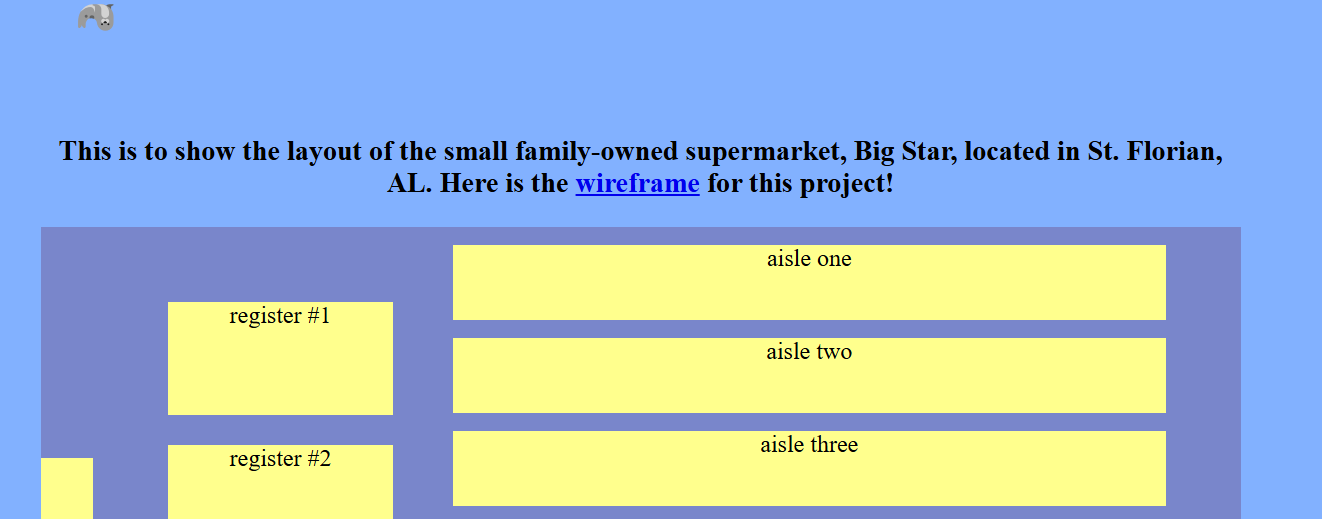 This is to show the layout of the small family-owned supermarket, Big Star, located in St. Florian,
AL. Here is the wireframe for this project!
aisle one
register #1
aisle two
aisle three
register #2